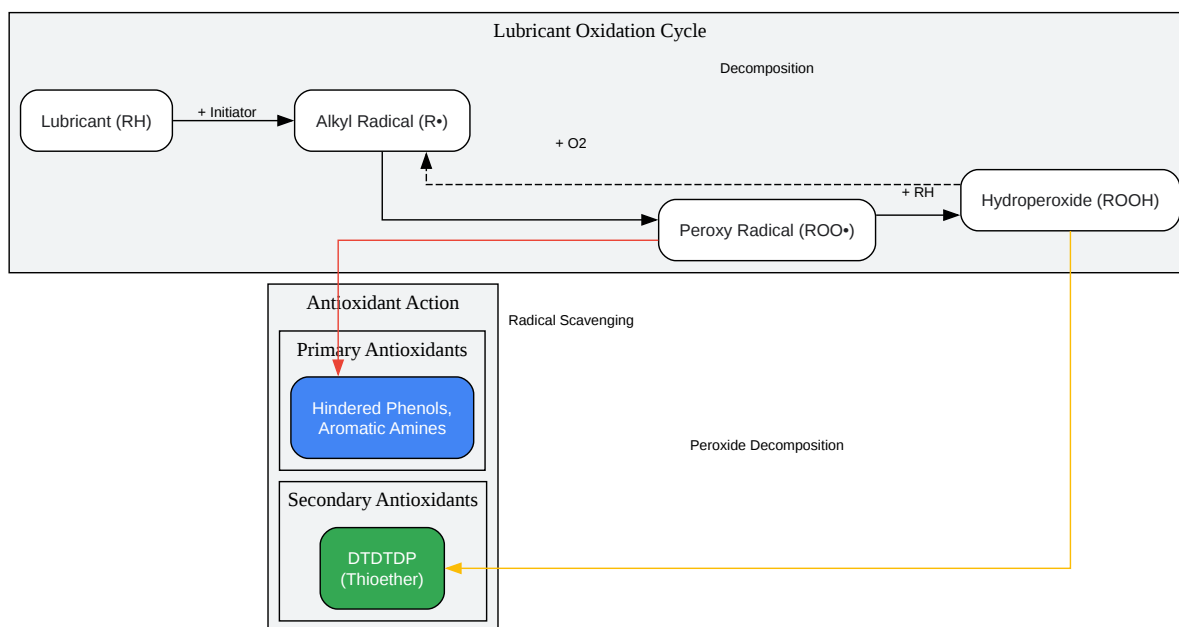 Lubricant Oxidation Cycle
Decomposition
Lubricant (RH)
+ Initiator
Alkyl Radical (R•)
+ O2
+ RH
Hydroperoxide (ROOH)
Peroxy Radical (ROO•)
Antioxidant Action
Radical Scavenging
Primary Antioxidants
Hindered Phenols,
Aromatic Amines
Peroxide Decomposition
Secondary Antioxidants
DTDTDP
(Thioether)